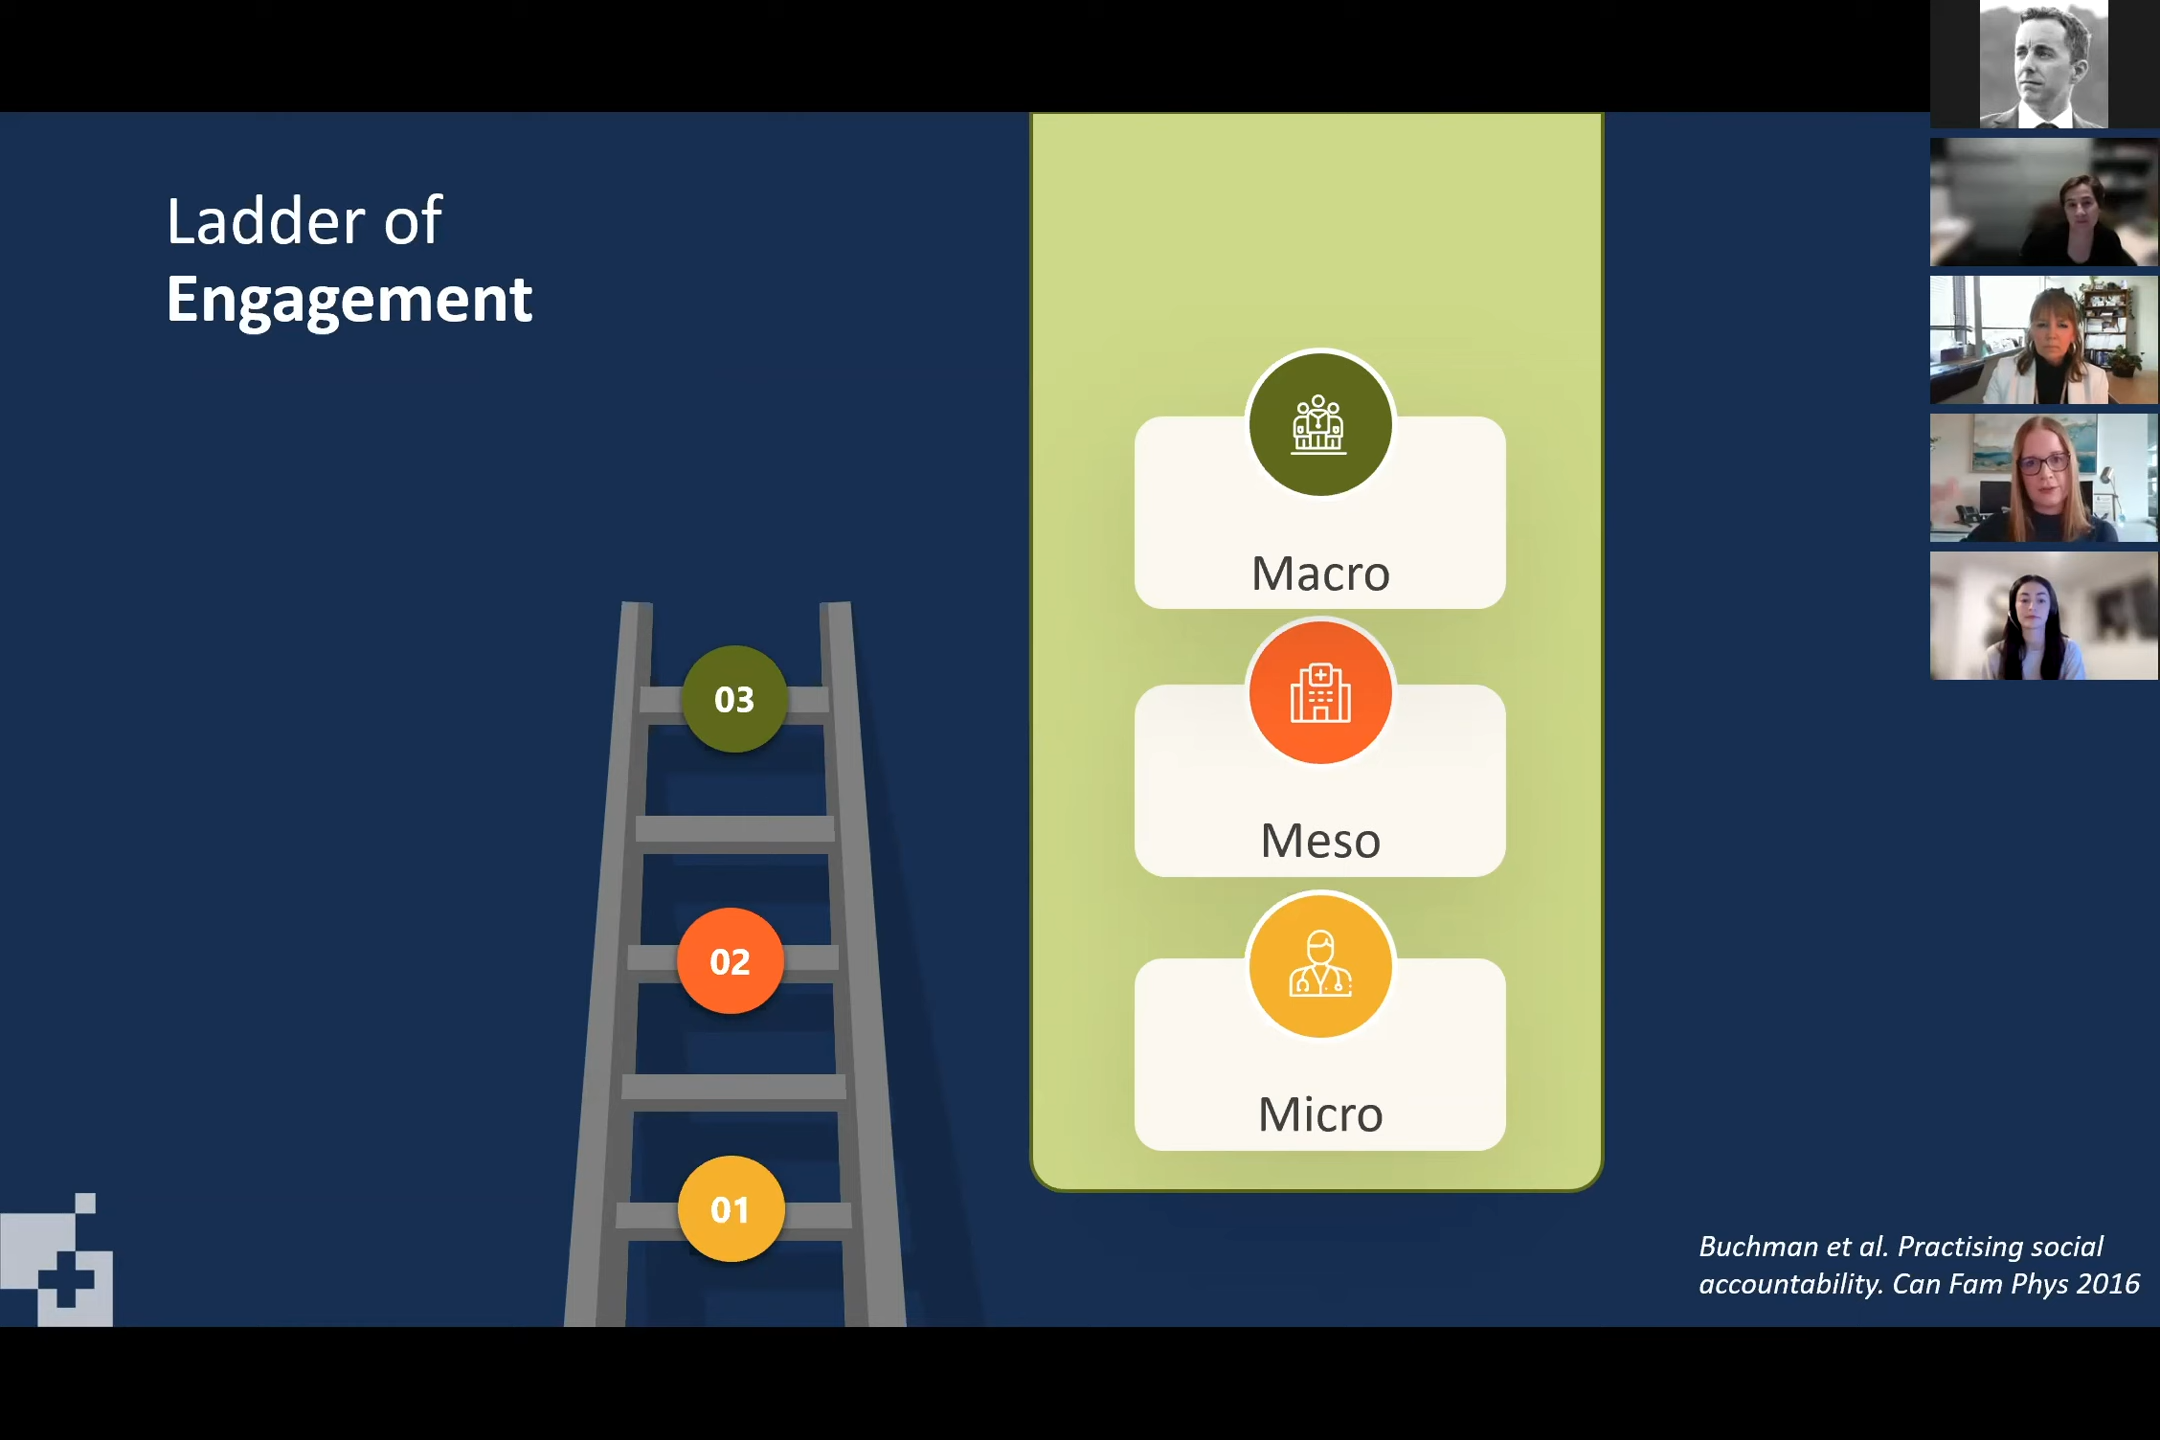 Ladder of
Engagement
Macro
Meso
Micro
03
02
01
Buchman et al. Practising social
accountability. Can Fam Phys 2016